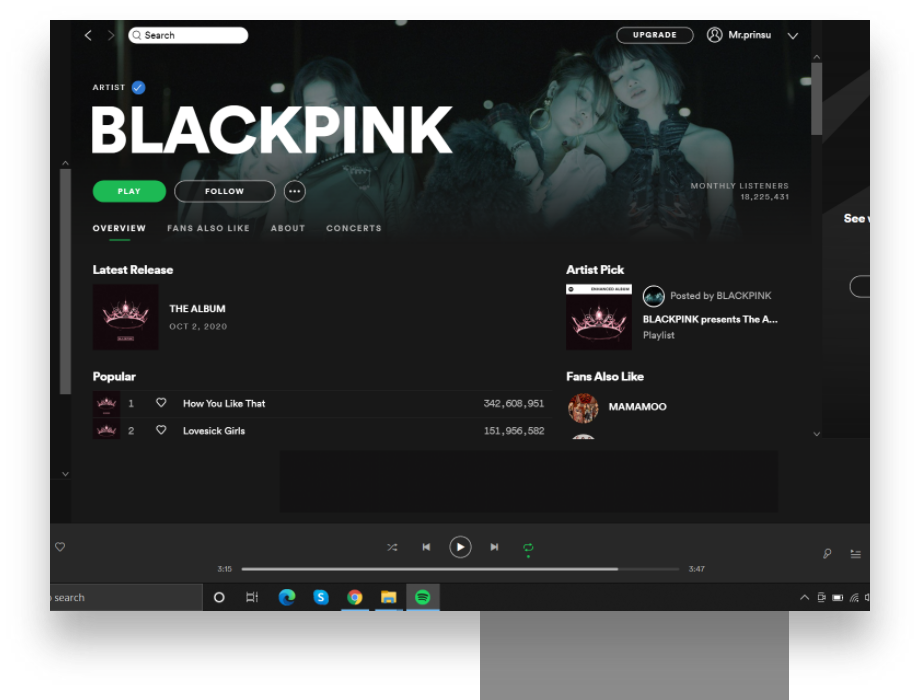 Search
UPGRADE
Mr.prinsu
ARTIST
BLACKPINK
PLAY
FOLLOW
MONTHLY LISTENERS
18,225,431
See
OVERVIEW
FANS ALSO LIKE
ABOUT
CONCERTS
Latest Release
THE ALBUM
OCT 2, 2020
Artist Pick
ENHANCED ALBUM
Posted by BLACKPINK
BLACKPINK presents The A...
Playlist
Popular
1
How You Like That
342,608,951
2
Lovesick Girls
151,956,582
Fans Also Like
MAMAMOO
3:15
3:47
search